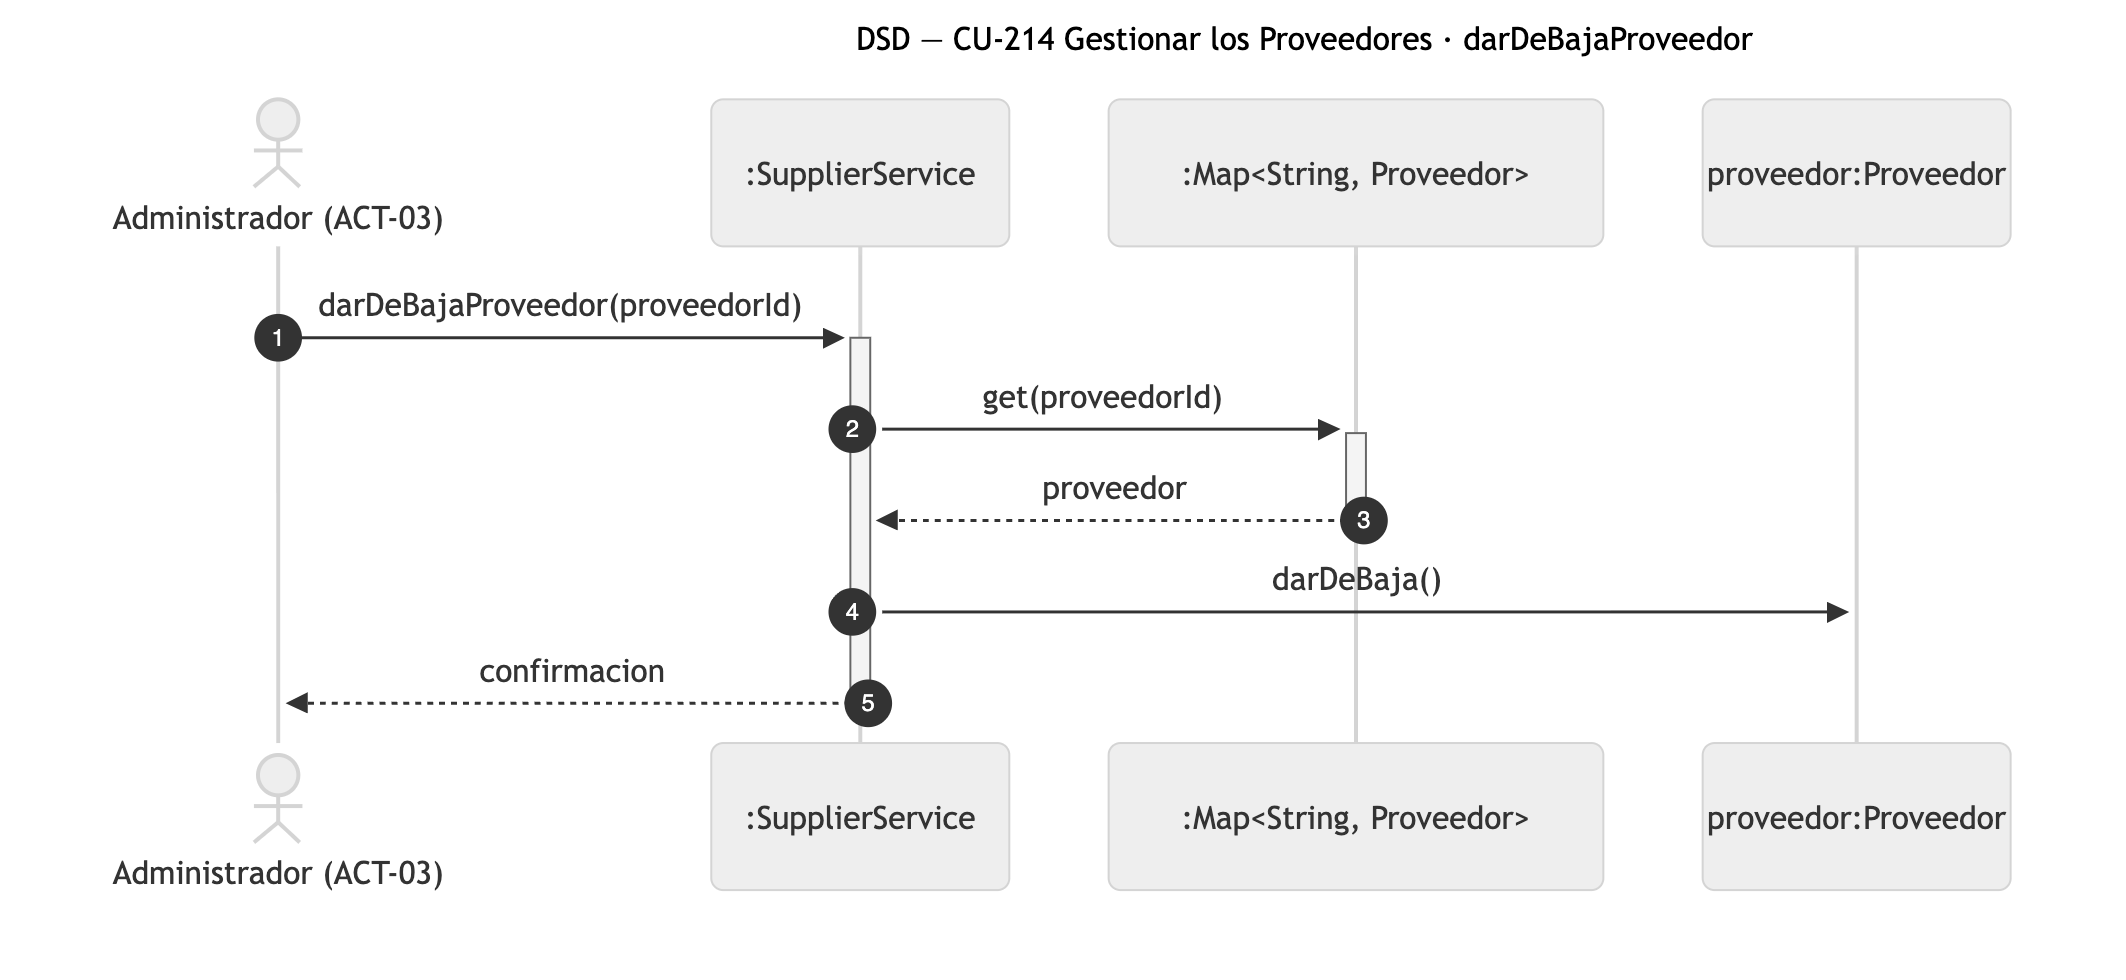 DSD — CU-214 Gestionar los Proveedores · darDeBajaProveedor
Administrador (ACT-03)
:SupplierService
:Map<String, Proveedor>
proveedor:Proveedor
darDeBajaProveedor(proveedorId)
1
get(proveedorId)
2
proveedor
3
darDeBaja()
4
confirmacion
5
Administrador (ACT-03)
:SupplierService
:Map<String, Proveedor>
proveedor:Proveedor